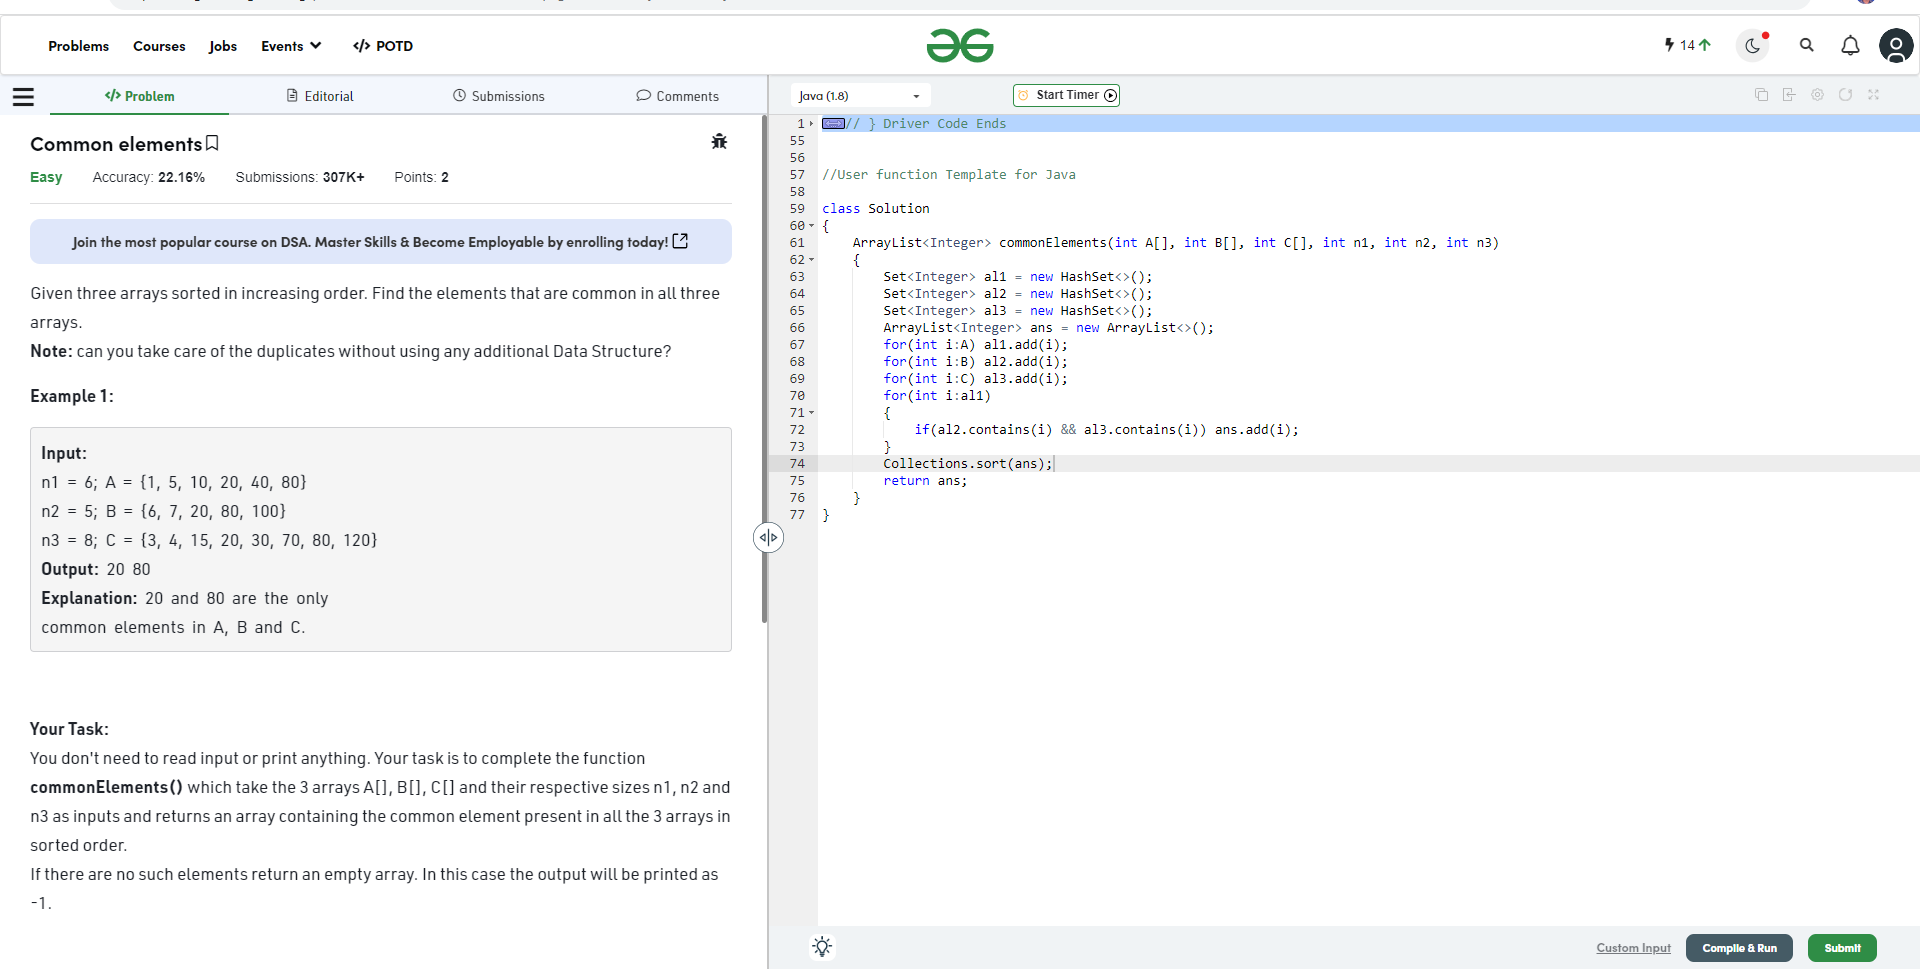 Problems Courses Jobs Events </> POTD
14
</> Problem Editorial Submissions Comments
Common elements
Easy Accuracy: 22.16% Submissions: 307K+ Points: 2
Join the most popular course on DSA. Master Skills & Become Employable by enrolling today!
Given three arrays sorted in increasing order. Find the elements that are common in all three
arrays.
Note: can you take care of the duplicates without using any additional Data Structure?
Example 1:
Input:
n1 = 6; A = {1, 5, 10, 20, 40, 80}
n2 = 5; B = {6, 7, 20, 80, 100}
n3 = 8; C = {3, 4, 15, 20, 30, 70, 80, 120}
Output: 20 80
Explanation: 20 and 80 are the only
common elements in A, B and C.
Your Task:
You don't need to read input or print anything. Your task is to complete the function
commonElements() which take the 3 arrays A[], B[], C[] and their respective sizes n1, n2 and
n3 as inputs and returns an array containing the common element present in all the 3 arrays in
sorted order.
If there are no such elements return an empty array. In this case the output will be printed as
-1.
Java (1.8) Start Timer
1 // } Driver Code Ends
55
56
57 //User function Template for Java
58
59 class Solution
60 {
61 ArrayList<Integer> commonElements(int A[], int B[], int C[], int n1, int n2, int n3)
62 {
63 Set<Integer> al1 = new HashSet<>();
64 Set<Integer> al2 = new HashSet<>();
65 Set<Integer> al3 = new HashSet<>();
66 ArrayList<Integer> ans = new ArrayList<>();
67 for(int i:A) al1.add(i);
68 for(int i:B) al2.add(i);
69 for(int i:C) al3.add(i);
70 for(int i:al1)
71 {
72 if(al2.contains(i) && al3.contains(i)) ans.add(i);
73 }
74 Collections.sort(ans);
75 return ans;
76 }
77 }
Custom Input Compile & Run Submit